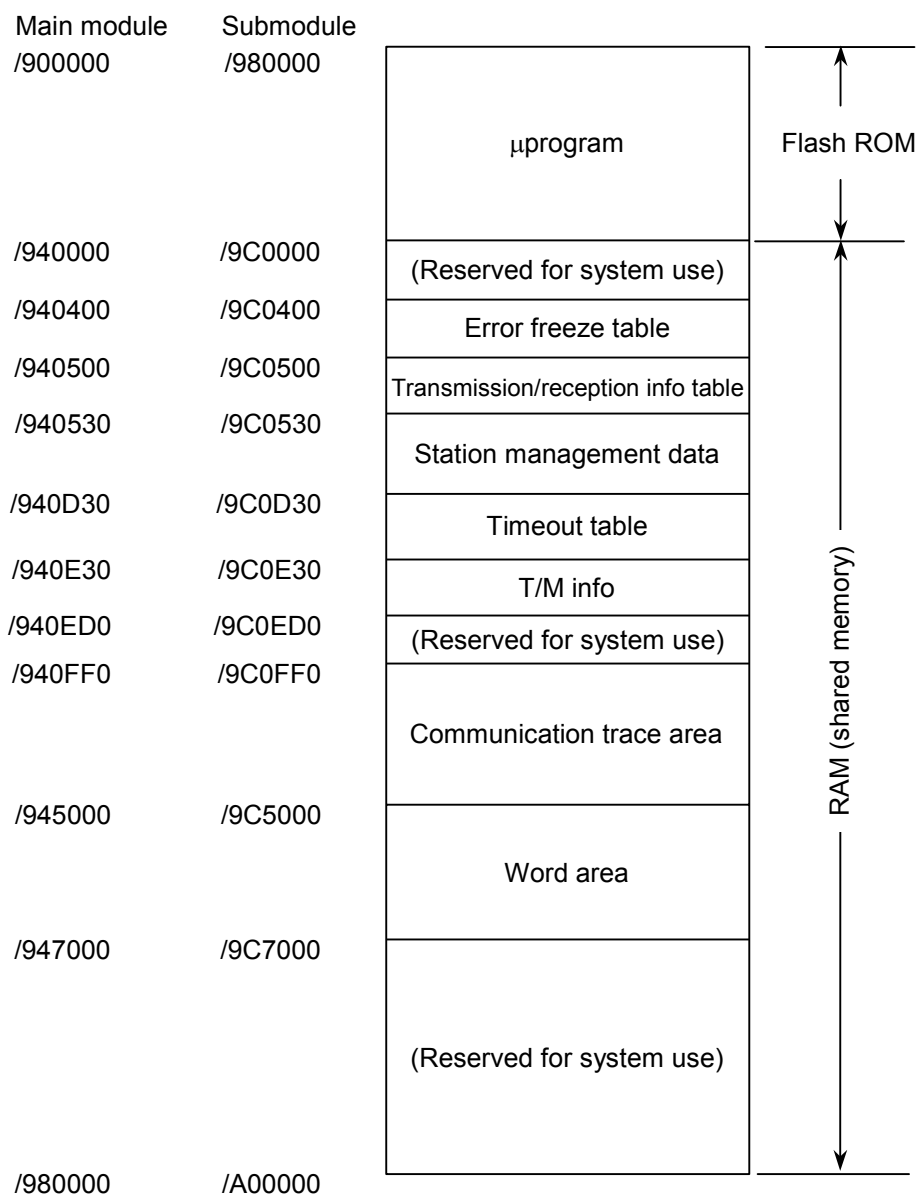 Main module Submodule
/900000 /980000
μprogram Flash ROM
/940000 /9C0000
(Reserved for system use)
/940400 /9C0400
Error freeze table
/940500 /9C0500
Transmission/reception info table
/940530 /9C0530
Station management data
/940D30 /9C0D30
Timeout table
/940E30 /9C0E30
T/M info
/940ED0 /9C0ED0
(Reserved for system use)
/940FF0 /9C0FF0
Communication trace area
RAM (shared memory)
/945000 /9C5000
Word area
/947000 /9C7000
(Reserved for system use)
/980000 /A00000